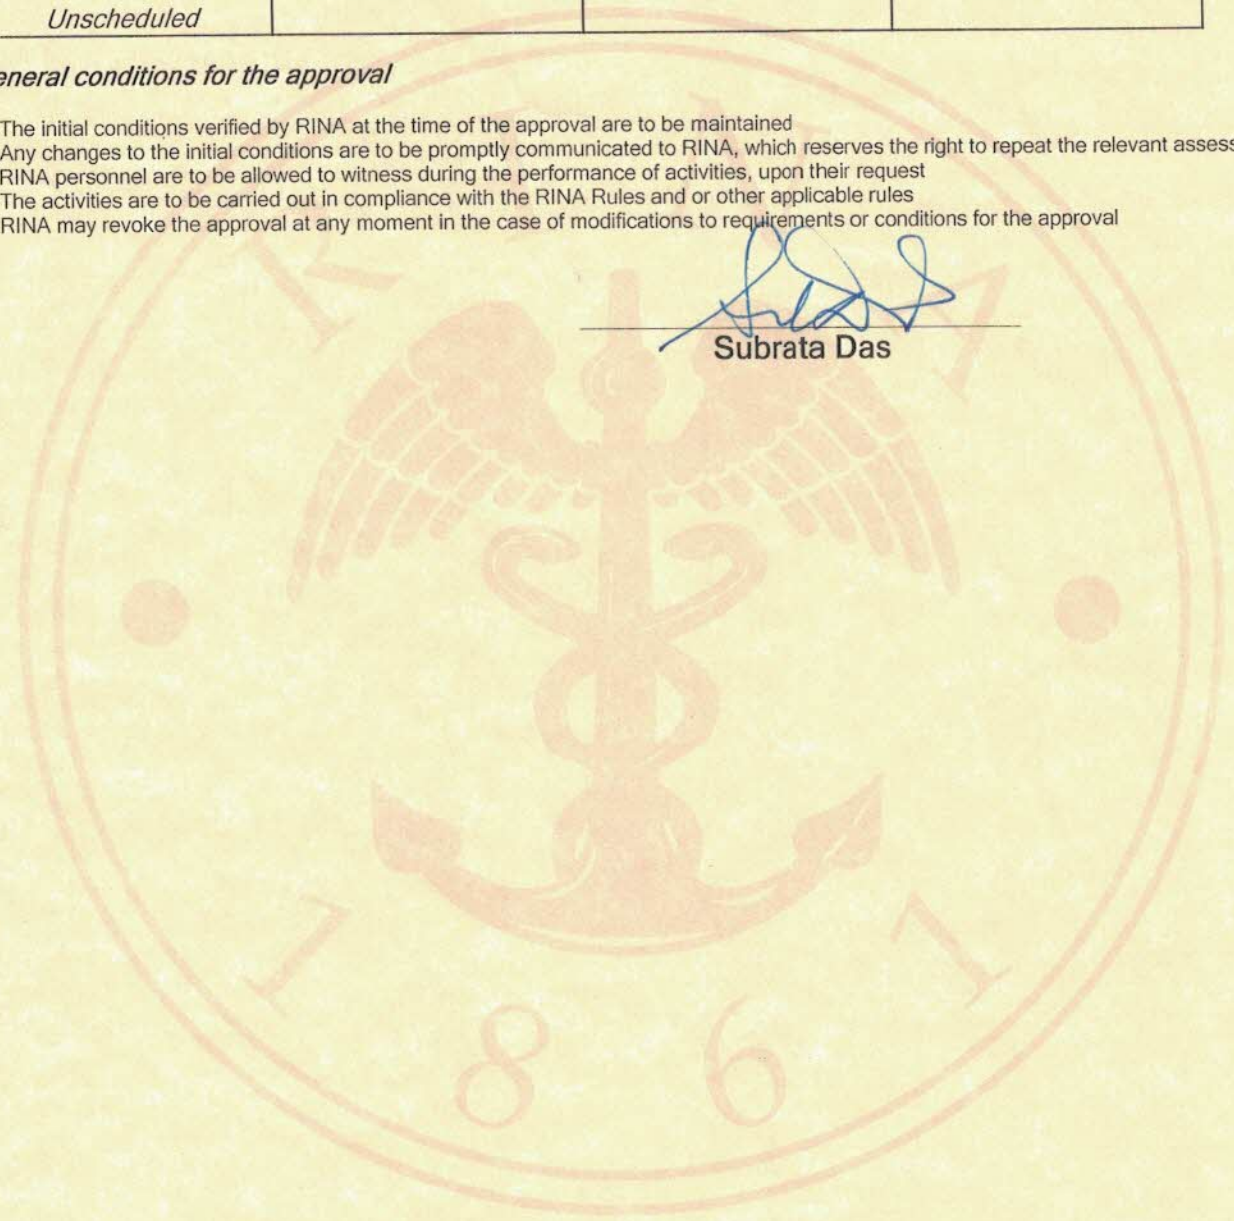 Unscheduled
eneral conditions for the approval
The initial conditions verified by RINA at the time of the approval are to be maintained
Any changes to the initial conditions are to be promptly communicated to RINA, which reserves the right to repeat the relevant assess
RINA personnel are to be allowed to witness during the performance of activities, upon their request
The activities are to be carried out in compliance with the RINA Rules and or other applicable rules
RINA may revoke the approval at any moment in the case of modifications to requirements or conditions for the approval
Subrata Das
RINA
1861